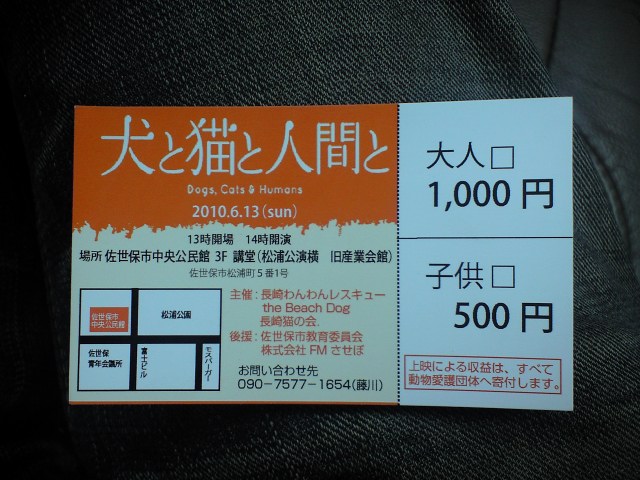 犬と猫と人間と
Dogs, Cats & Humans
2010.6.13(sun)
13時開場 14時開演
場所 佐世保市中央公民館 3F 講堂(松浦公演横 旧産業会館)
佐世保市松浦町5番1号
佐世保市
中央公民館
松浦公園
佐世保
青年会議所
富士ビル
モスバーガー
主催:長崎わんわんレスキュー
the Beach Dog
長崎猫の会.
後援:佐世保市教育委員会
株式会社 FM させぼ
お問い合わせ先
090-7577-1654(藤川)
大人□
1,000 円
子供□
500 円
上映による収益は、すべて
動物愛護団体へ寄付します。